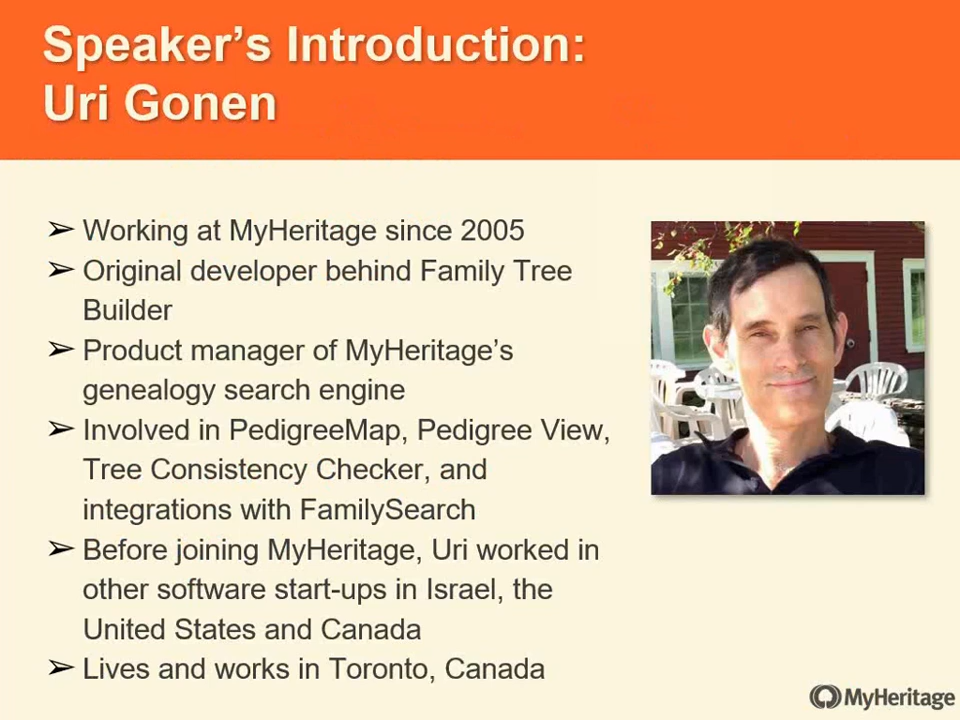 Speaker’s Introduction:
Uri Gonen
➢ Working at MyHeritage since 2005
➢ Original developer behind Family Tree
Builder
➢ Product manager of MyHeritage’s
genealogy search engine
➢ Involved in PedigreeMap, Pedigree View,
Tree Consistency Checker, and
integrations with FamilySearch
➢ Before joining MyHeritage, Uri worked in
other software start-ups in Israel, the
United States and Canada
➢ Lives and works in Toronto, Canada
MyHeritage